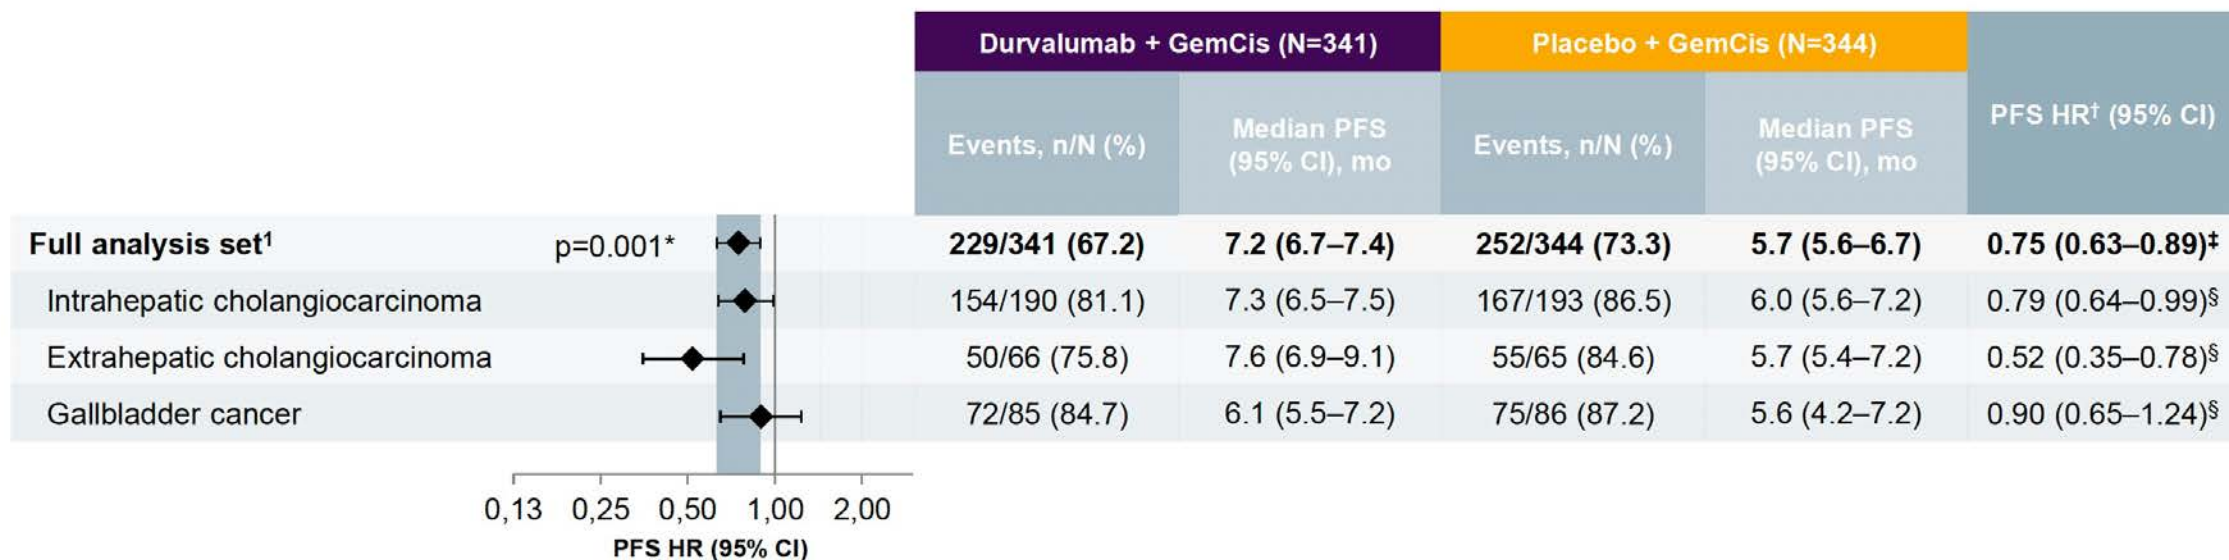 Durvalumab + GemCis (N=341) Placebo + GemCis (N=344) PFS HR† (95% CI)
Events, n/N (%) Median PFS (95% CI), mo Events, n/N (%) Median PFS (95% CI), mo
Full analysis set¹ p=0.001* 229/341 (67.2) 7.2 (6.7–7.4) 252/344 (73.3) 5.7 (5.6–6.7) 0.75 (0.63–0.89)‡
Intrahepatic cholangiocarcinoma 154/190 (81.1) 7.3 (6.5–7.5) 167/193 (86.5) 6.0 (5.6–7.2) 0.79 (0.64–0.99)§
Extrahepatic cholangiocarcinoma 50/66 (75.8) 7.6 (6.9–9.1) 55/65 (84.6) 5.7 (5.4–7.2) 0.52 (0.35–0.78)§
Gallbladder cancer 72/85 (84.7) 6.1 (5.5–7.2) 75/86 (87.2) 5.6 (4.2–7.2) 0.90 (0.65–1.24)§
0,13 0,25 0,50 1,00 2,00
PFS HR (95% CI)